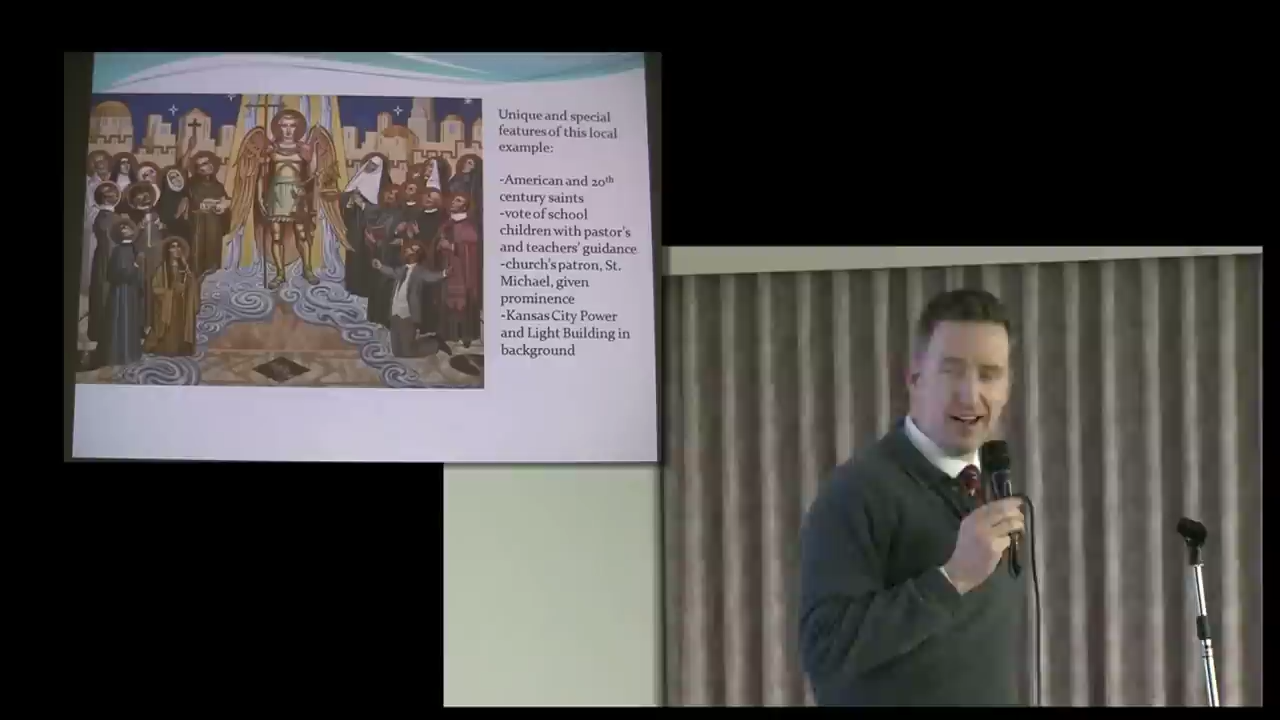 Unique and special
features of this local
example:
-American and 20th
century saints
-vote of school
children with pastor's
and teachers' guidance
-church's patron, St.
Michael, given
prominence
-Kansas City Power
and Light Building in
background